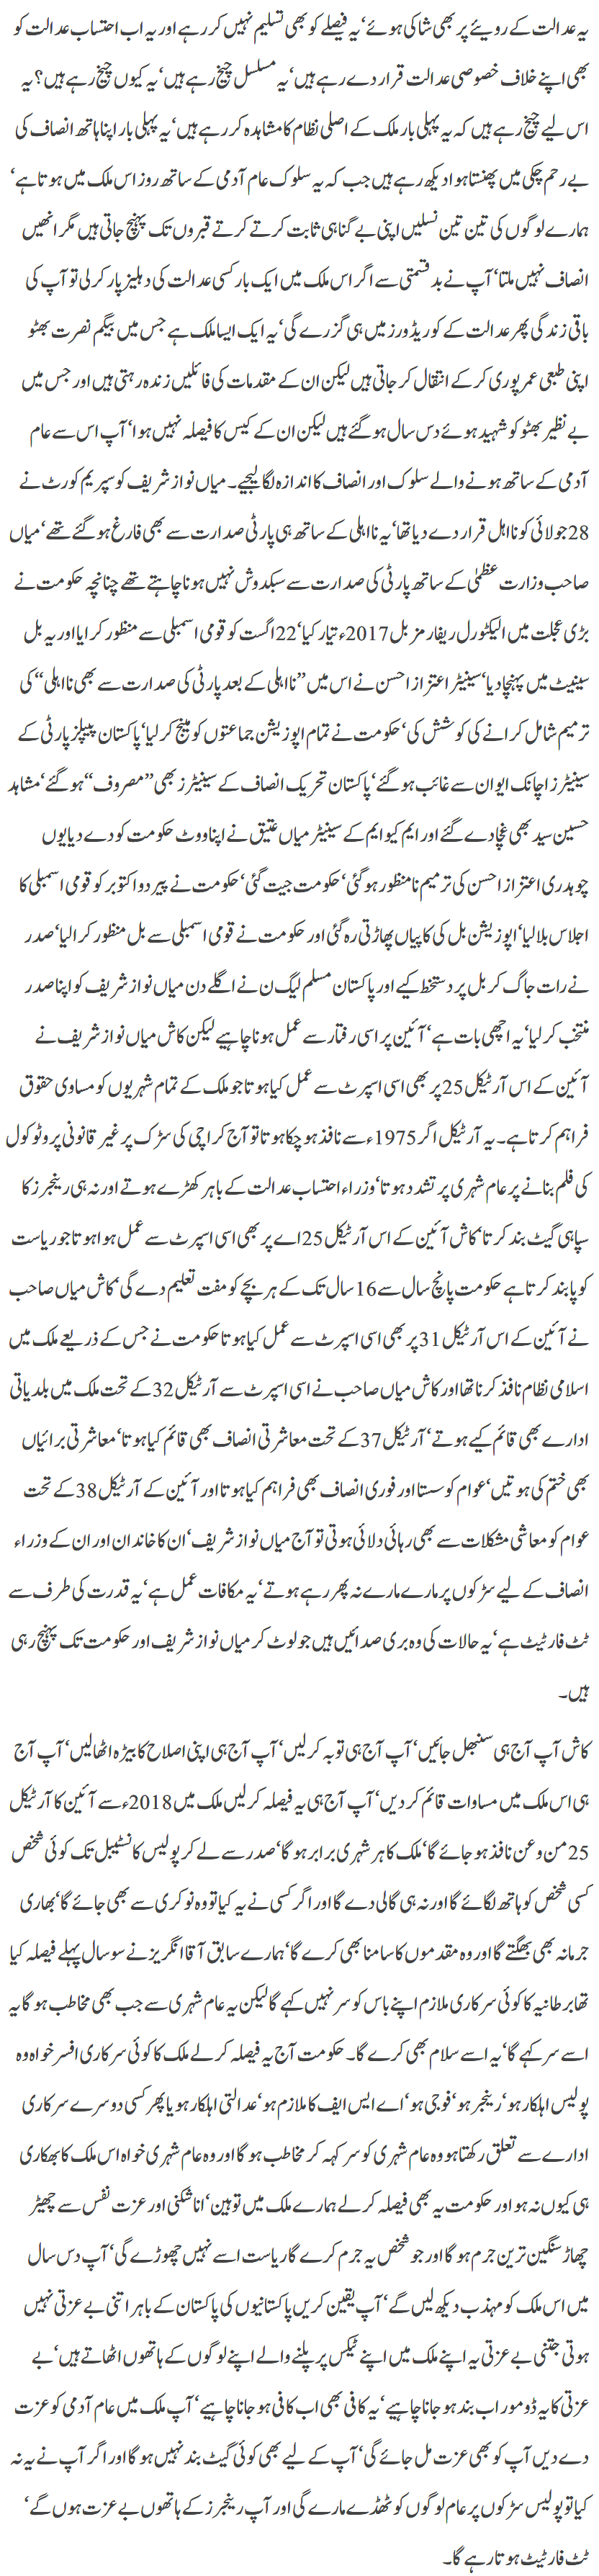 یہ عدالت کے رویئے پر بھی شاکی ہوئے‘ یہ فیصلے کو بھی تسلیم نہیں کر رہے اور یہ اب احتساب عدالت کو
بھی اپنے خلاف خصوصی عدالت قرار دے رہے ہیں‘ یہ مسلسل چیخ رہے ہیں‘ یہ کیوں چیخ رہے ہیں؟ یہ
اس لیے چیخ رہے ہیں کہ یہ پہلی بار ملک کے اصلی نظام کا مشاہدہ کر رہے ہیں‘ یہ پہلی بار اپنا ہاتھ انصاف کی
بے رحم چکی میں پھنستا ہوا دیکھ رہے ہیں جب کہ یہ سلوک عام آدمی کے ساتھ روز اس ملک میں ہوتا ہے‘
ہمارے لوگوں کی تین تین نسلیں اپنی بے گناہی ثابت کرتے کرتے قبروں تک پہنچ جاتی ہیں مگر انھیں
انصاف نہیں ملتا‘ آپ نے بدقسمتی سے اگر اس ملک میں ایک بار کسی عدالت کی دہلیز پار کر لی تو آپ کی
باقی زندگی پھر عدالت کے کوریڈورز میں ہی گزرے گی‘ یہ ایک ایسا ملک ہے جس میں بیگم نصرت بھٹو
اپنی طبعی عمر پوری کر کے انتقال کر جاتی ہیں لیکن ان کے مقدمات کی فائلیں زندہ رہتی ہیں اور جس میں
بے نظیر بھٹو کو شہید ہوئے دس سال ہو گئے ہیں لیکن ان کے کیس کا فیصلہ نہیں ہوا‘ آپ اس سے عام
آدمی کے ساتھ ہونے والے سلوک اور انصاف کا اندازہ لگا لیجیے۔ میاں نواز شریف کو سپریم کورٹ نے
28 جولائی کو نااہل قرار دے دیا تھا‘ یہ نااہلی کے ساتھ ہی پارٹی صدارت سے بھی فارغ ہو گئے تھے‘ میاں
صاحب وزارت عظمیٰ کے ساتھ پارٹی کی صدارت سے سبکدوش نہیں ہونا چاہتے تھے چنانچہ حکومت نے
بڑی عجلت میں الیکٹورل ریفارمز بل 2017ء تیار کیا‘ 22 اگست کو قومی اسمبلی سے منظور کرایا اور یہ بل
سینیٹ میں پہنچا دیا‘ سینیٹر اعتزاز احسن نے اس میں ’’نااہلی کے بعد پارٹی کی صدارت سے بھی نااہلی‘‘ کی
ترمیم شامل کرانے کی کوشش کی‘ حکومت نے تمام اپوزیشن جماعتوں کو مینج کر لیا‘ پاکستان پیپلز پارٹی کے
سینیٹرز اچانک ایوان سے غائب ہو گئے‘ پاکستان تحریک انصاف کے سینیٹرز بھی ’’مصروف‘‘ ہو گئے‘ مشاہد
حسین سید بھی غچا دے گئے اور ایم کیو ایم کے سینیٹر میاں عتیق نے اپنا ووٹ حکومت کو دے دیا یوں
چوہدری اعتزاز احسن کی ترمیم نامنظور ہو گئی‘ حکومت جیت گئی‘ حکومت نے پیر دو اکتوبر کو قومی اسمبلی کا
اجلاس بلا لیا‘ اپوزیشن بل کی کاپیاں پھاڑتی رہ گئی اور حکومت نے قومی اسمبلی سے بل منظور کرا لیا‘ صدر
نے رات جاگ کر بل پر دستخط کیے اور پاکستان مسلم لیگ ن نے اگلے دن میاں نواز شریف کو اپنا صدر
منتخب کر لیا‘ یہ اچھی بات ہے‘ آئین پر اسی رفتار سے عمل ہونا چاہیے لیکن کاش میاں نواز شریف نے
آئین کے اس آرٹیکل 25 پر بھی اسی اسپرٹ سے عمل کیا ہوتا جو ملک کے تمام شہریوں کو مساوی حقوق
فراہم کرتا ہے۔ یہ آرٹیکل اگر 1975ء سے نافذ ہو چکا ہوتا تو آج کراچی کی سڑک پر غیر قانونی پروٹوکول
کی فلم بنانے پر عام شہری پر تشدد ہوتا‘ وزراء احتساب عدالت کے باہر کھڑے ہوتے اور نہ ہی رینجرز کا
سپاہی گیٹ بند کرتا‘ کاش آئین کے اس آرٹیکل 25 اے پر بھی اسی اسپرٹ سے عمل ہوا ہوتا جو ریاست
کو پابند کرتا ہے حکومت پانچ سال سے 16 سال تک کے ہر بچے کو مفت تعلیم دے گی‘ کاش میاں صاحب
نے آئین کے اس آرٹیکل 31 پر بھی اسی اسپرٹ سے عمل کیا ہوتا حکومت نے جس کے ذریعے ملک میں
اسلامی نظام نافذ کرنا تھا اور کاش میاں صاحب نے اسی اسپرٹ سے آرٹیکل 32 کے تحت ملک میں بلدیاتی
ادارے بھی قائم کیے ہوتے‘ آرٹیکل 37 کے تحت معاشرتی انصاف بھی قائم کیا ہوتا‘ معاشرتی برائیاں
بھی ختم کی ہوتیں‘ عوام کو سستا اور فوری انصاف بھی فراہم کیا ہوتا اور آئین کے آرٹیکل 38 کے تحت
عوام کو معاشی مشکلات سے بھی رہائی دلائی ہوتی تو آج میاں نواز شریف‘ ان کا خاندان اور ان کے وزراء
انصاف کے لیے سڑکوں پر مارے مارے نہ پھر رہے ہوتے‘ یہ مکافات عمل ہے‘ یہ قدرت کی طرف سے
ٹٹ فار ٹیٹ ہے‘ یہ حالات کی وہ بری صدائیں ہیں جو لوٹ کر میاں نواز شریف اور حکومت تک پہنچ رہی
ہیں۔
کاش آپ آج ہی سنبھل جائیں‘ آپ آج ہی توبہ کر لیں‘ آپ آج ہی اپنی اصلاح کا بیڑہ اٹھا لیں‘ آپ آج
ہی اس ملک میں مساوات قائم کر دیں‘ آپ آج ہی یہ فیصلہ کر لیں ملک میں 2018ء سے آئین کا آرٹیکل
25 من و عن نافذ ہو جائے گا‘ ملک کا ہر شہری برابر ہو گا‘ صدر سے لے کر پولیس کانسٹیبل تک کوئی شخص
کسی شخص کو ہاتھ لگائے گا اور نہ ہی گالی دے گا اور اگر کسی نے یہ کیا تو وہ نوکری سے بھی جائے گا‘ بھاری
جرمانہ بھی بھگتے گا اور وہ مقدموں کا سامنا بھی کرے گا‘ ہمارے سابق آقا انگریز نے سو سال پہلے فیصلہ کیا
تھا برطانیہ کا کوئی سرکاری ملازم اپنے باس کو سر نہیں کہے گا لیکن یہ عام شہری سے جب بھی مخاطب ہو گا یہ
اسے سر کہے گا‘ یہ اسے سلام بھی کرے گا۔ حکومت آج یہ فیصلہ کر لے ملک کا کوئی سرکاری افسر خواہ وہ
پولیس اہلکار ہو‘ رینجر ہو‘ فوجی ہو‘ اے ایس ایف کا ملازم ہو‘ عدالتی اہلکار ہو یا پھر کسی دوسرے سرکاری
ادارے سے تعلق رکھتا ہو وہ عام شہری کو سر کہہ کر مخاطب ہو گا اور وہ عام شہری خواہ اس ملک کا بھکاری
ہی کیوں نہ ہو اور حکومت یہ بھی فیصلہ کر لے ہمارے ملک میں توہین‘ انا شکنی اور عزت نفس سے چھیڑ
چھاڑ سنگین ترین جرم ہو گا اور جو شخص یہ جرم کرے گا ریاست اسے نہیں چھوڑے گی‘ آپ دس سال
میں اس ملک کو مہذب دیکھ لیں گے‘ آپ یقین کریں پاکستانیوں کی پاکستان کے باہر اتنی بے عزتی نہیں
ہوتی جتنی بے عزتی یہ اپنے ملک میں اپنے ٹیکس پر پلنے والے اپنے لوگوں کے ہاتھوں اٹھاتے ہیں‘ بے
عزتی کا یہ ڈو مور اب بند ہو جانا چاہیے‘ یہ کافی بھی اب کافی ہو جانا چاہیے‘ آپ ملک میں عام آدمی کو عزت
دے دیں آپ کو بھی عزت مل جائے گی‘ آپ کے لیے بھی کوئی گیٹ بند نہیں ہو گا اور اگر آپ نے یہ نہ
کیا تو پولیس سڑکوں پر عام لوگوں کو ٹھڈے مارے گی اور آپ رینجرز کے ہاتھوں بے عزت ہوں گے‘
ٹٹ فار ٹیٹ ہوتا رہے گا۔